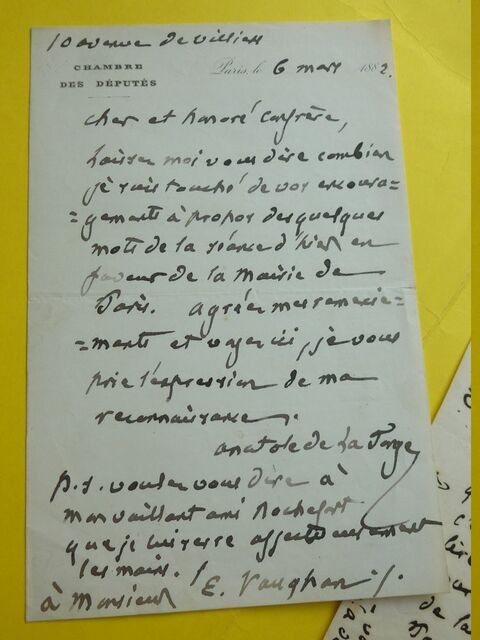 10 avenue de Villiers
CHAMBRE
DES DÉPUTÉS
Paris, le 6 mars 1882.
cher et honoré Confrère,
Laissez moi vous dire combien
je suis touché de vos encoura=
=gements à propos des quelques
mots de la séance d'hier en
faveur de la Mairie de
Paris. Agréez mes remercie=
=ments et voyez ici, je vous
prie l'expression de ma
reconnaissance.
anatole de La Forge
p.s. voulez vous dire à
mon vaillant ami Rochefort
que je lui serre affectueusement
les mains. /
à Monsieur E. Vaughan /.